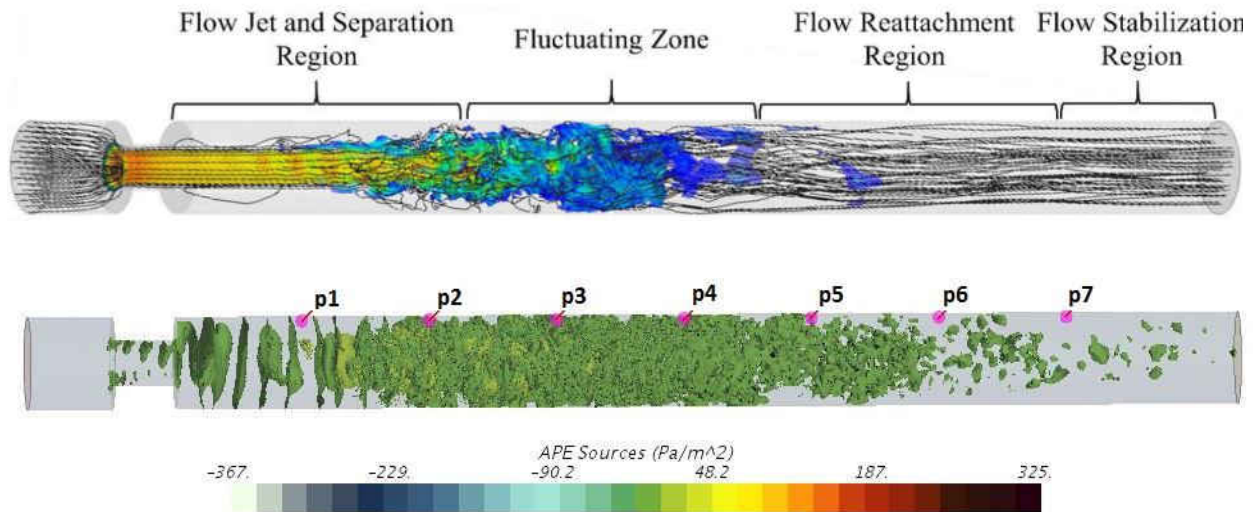 Flow Jet and Separation
Region
Fluctuating Zone
Flow Reattachment
Region
Flow Stabilization
Region
p1
p2
p3
p4
p5
p6
p7
APE Sources (Pa/m^2)
-367.
-229.
-90.2
48.2
187.
325.